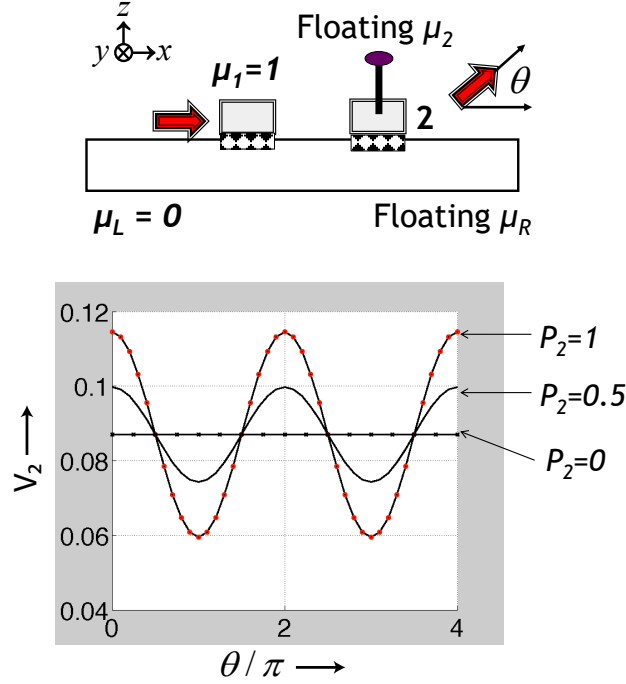 z
y x
Floating μ2
μ1=1
θ
2
μL = 0
Floating μR
0.12
0.1
0.08
0.06
0.04
0
2
4
V2
θ / π
P2=1
P2=0.5
P2=0